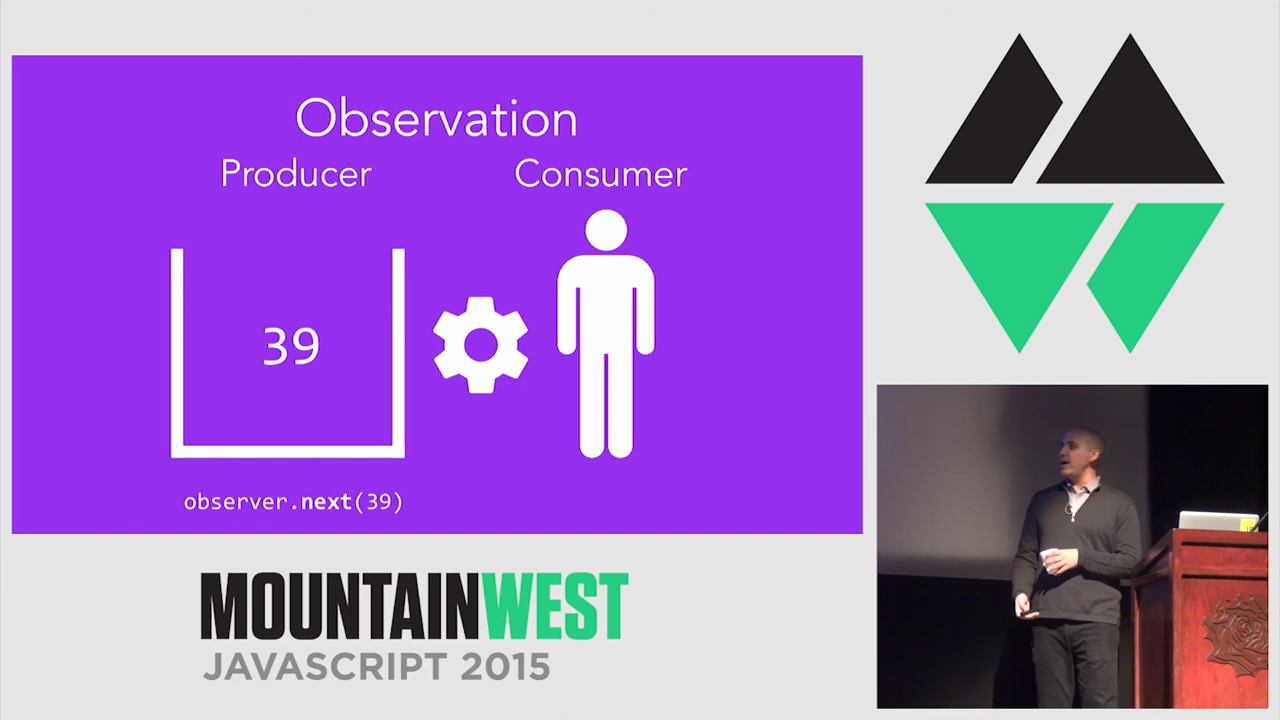 Observation
Producer
Consumer
39
observer.next(39)
MOUNTAINWEST
JAVASCRIPT 2015